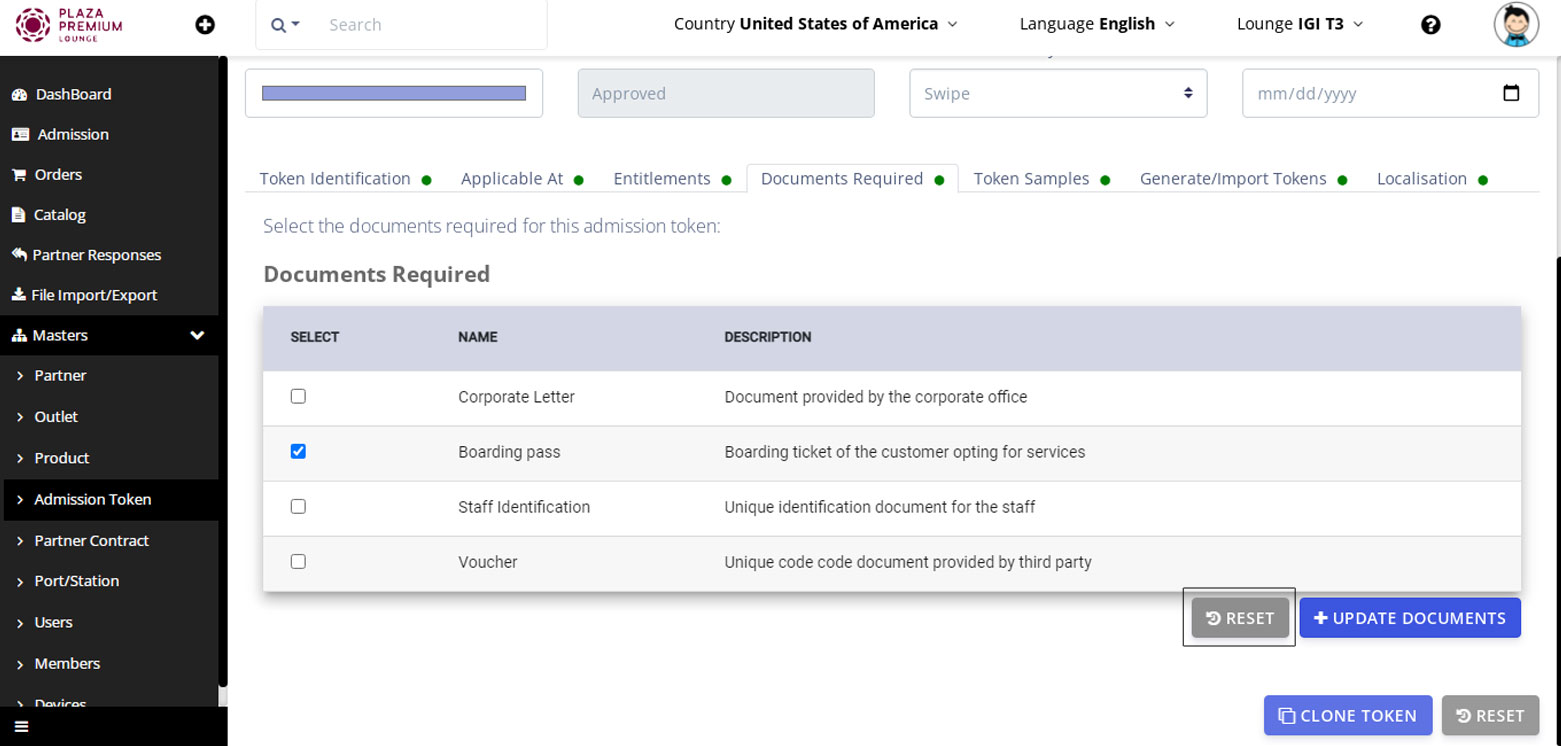 PLAZA
PREMIUM
LOUNGE
Search
Country United States of America
Language English
Lounge IGI T3
DashBoard
Admission
Orders
Catalog
Partner Responses
File Import/Export
Masters
Partner
Outlet
Product
Admission Token
Partner Contract
Port/Station
Users
Members
Devices
Approved
Swipe
mm/dd/yyyy
Token Identification
Applicable At
Entitlements
Documents Required
Token Samples
Generate/Import Tokens
Localisation
Select the documents required for this admission token:
Documents Required
SELECT NAME DESCRIPTION
Corporate Letter Document provided by the corporate office
Boarding pass Boarding ticket of the customer opting for services
Staff Identification Unique identification document for the staff
Voucher Unique code code document provided by third party
RESET
UPDATE DOCUMENTS
CLONE TOKEN
RESET